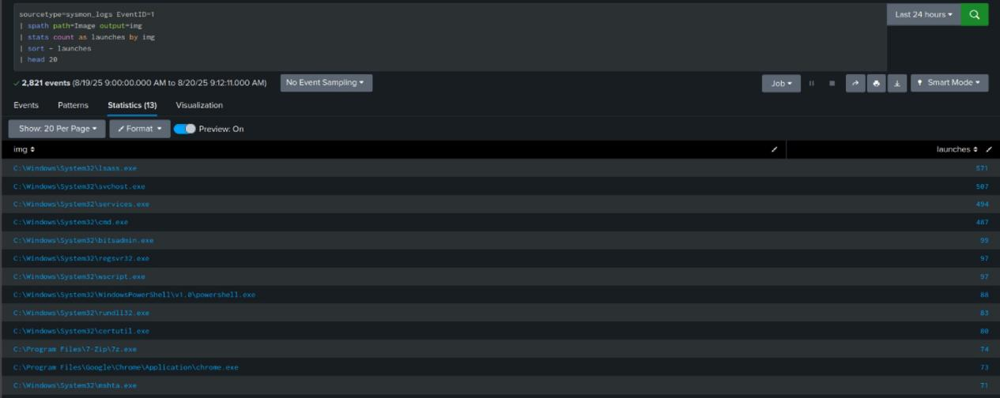 sourcetype=sysmon_logs EventID=1
| spath path=Image output=img
| stats count as launches by img
| sort - launches
| head 20
Last 24 hours
2,821 events (8/19/25 9:00:00.000 AM to 8/20/25 9:12:11.000 AM) No Event Sampling Job Smart Mode
Events Patterns Statistics (13) Visualization
Show: 20 Per Page Format Preview: On
img launches
C:\Windows\System32\lsass.exe 571
C:\Windows\System32\svchost.exe 507
C:\Windows\System32\services.exe 494
C:\Windows\System32\cmd.exe 487
C:\Windows\System32\bitsadmin.exe 99
C:\Windows\System32\regsvr32.exe 97
C:\Windows\System32\wscript.exe 97
C:\Windows\System32\WindowsPowerShell\v1.0\powershell.exe 88
C:\Windows\System32\rundll32.exe 83
C:\Windows\System32\certutil.exe 80
C:\Program Files\7-Zip\7z.exe 74
C:\Program Files\Google\Chrome\Application\chrome.exe 73
C:\Windows\System32\mshta.exe 71